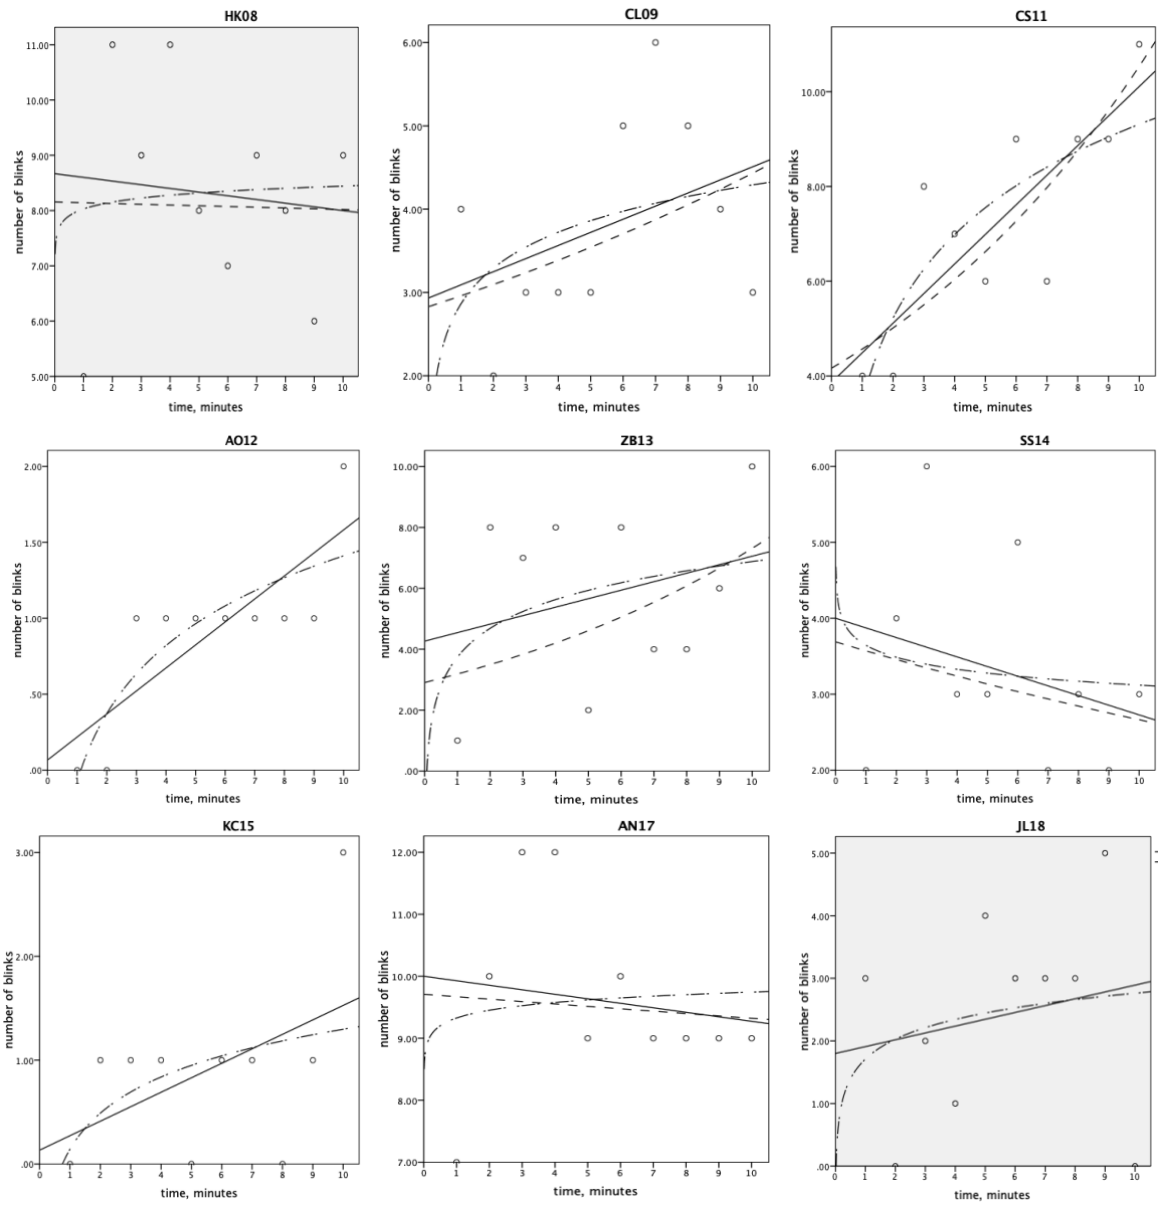 HK08
number of blinks
11.00
10.00
9.00
8.00
7.00
6.00
5.00
0 1 2 3 4 5 6 7 8 9 10
time, minutes
CL09
number of blinks
6.00
5.00
4.00
3.00
2.00
0 1 2 3 4 5 6 7 8 9 10
time, minutes
CS11
number of blinks
10.00
8.00
6.00
4.00
0 1 2 3 4 5 6 7 8 9 10
time, minutes
AO12
number of blinks
2.00
1.50
1.00
.50
.00
0 1 2 3 4 5 6 7 8 9 10
time, minutes
ZB13
number of blinks
10.00
8.00
6.00
4.00
2.00
.00
0 1 2 3 4 5 6 7 8 9 10
time, minutes
SS14
number of blinks
6.00
5.00
4.00
3.00
2.00
0 1 2 3 4 5 6 7 8 9 10
time, minutes
KC15
number of blinks
3.00
2.00
1.00
.00
0 1 2 3 4 5 6 7 8 9 10
time, minutes
AN17
number of blinks
12.00
11.00
10.00
9.00
8.00
7.00
0 1 2 3 4 5 6 7 8 9 10
time, minutes
JL18
number of blinks
5.00
4.00
3.00
2.00
1.00
.00
0 1 2 3 4 5 6 7 8 9 10
time, minutes